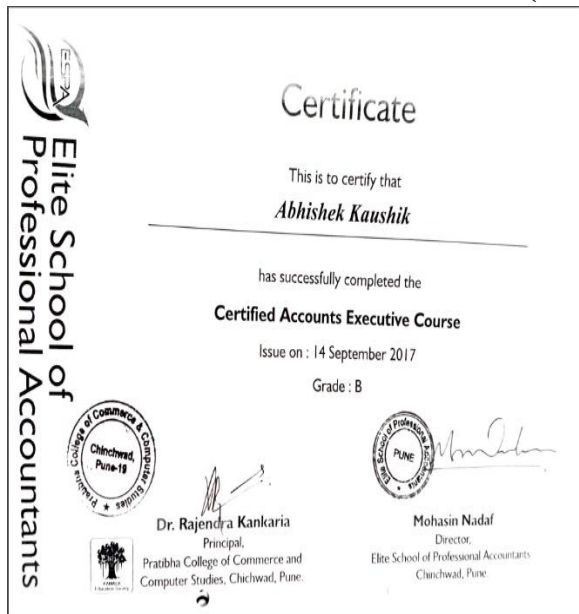 ESPA
Elite School of
Professional Accountants
Certificate
This is to certify that
Abhishek Kaushik
has successfully completed the
Certified Accounts Executive Course
Issue on : 14 September 2017
Grade : B
Pratibha College of Commerce & Computer Studies
Chinchwad,
Pune-19
Elite School of Professional Accountants
PUNE
Dr. Rajendra Kankaria
Principal,
Pratibha College of Commerce and
Computer Studies, Chichwad, Pune.
Mohasin Nadaf
Director,
Elite School of Professional Accountants
Chinchwad, Pune.